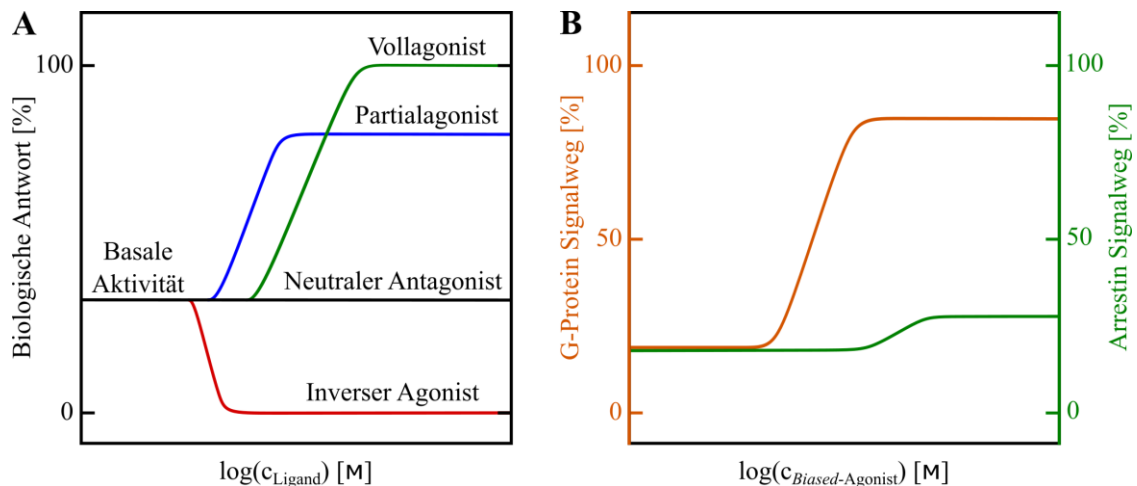 A
Biologische Antwort [%]
100
0
Vollagonist
Partialagonist
Basale
Aktivität
Neutraler Antagonist
Inverser Agonist
log(cLigand) [M]
B
G-Protein Signalweg [%]
100
50
0
100
50
0
Arrestin Signalweg [%]
log(cBiased-Agonist) [M]